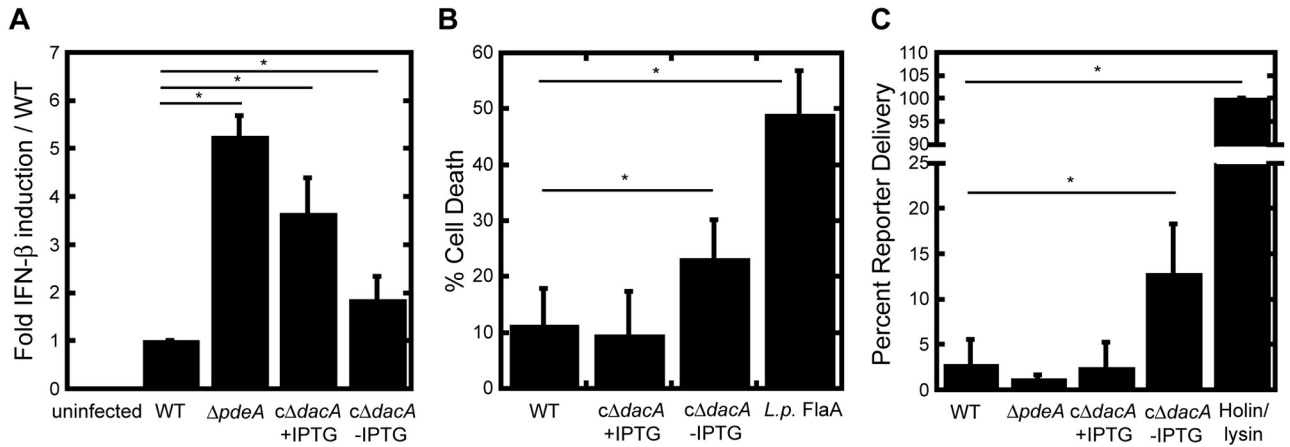 A
Fold IFN-β induction / WT
7
6
5
4
3
2
1
0
*
*
*
uninfected
WT
ΔpdeA
cΔdacA
+IPTG
cΔdacA
-IPTG
B
% Cell Death
60
50
40
30
20
10
0
*
*
WT
cΔdacA
+IPTG
cΔdacA
-IPTG
L.p. FlaA
C
Percent Reporter Delivery
110
105
100
95
90
25
20
15
10
5
0
*
*
WT
ΔpdeA
cΔdacA
+IPTG
cΔdacA
-IPTG
Holin/
lysin